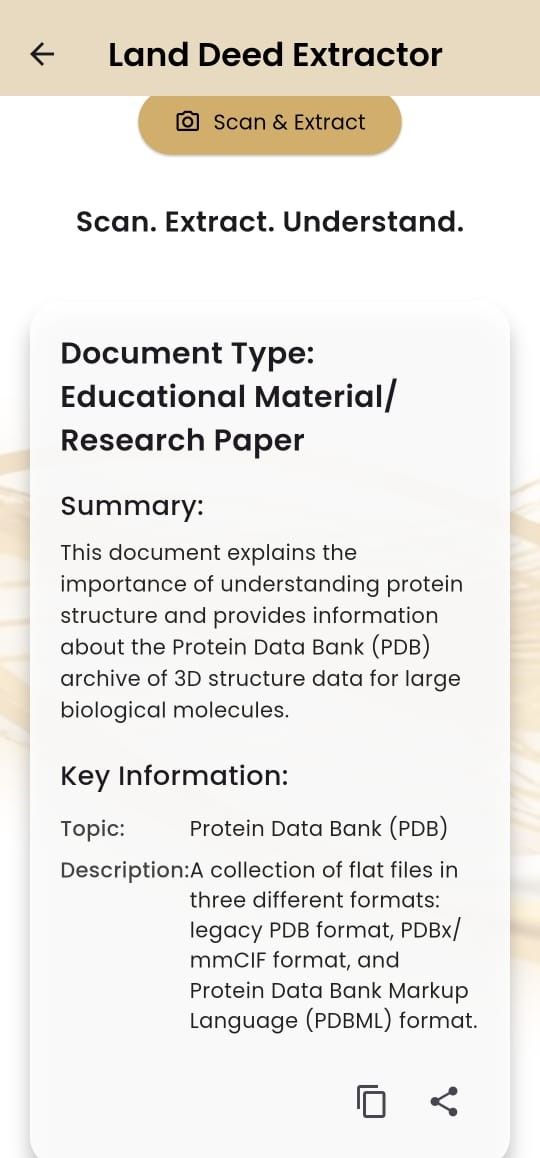 Land Deed Extractor
Scan & Extract
Scan. Extract. Understand.
Document Type:
Educational Material/
Research Paper
Summary:
This document explains the
importance of understanding protein
structure and provides information
about the Protein Data Bank (PDB)
archive of 3D structure data for large
biological molecules.
Key Information:
Topic: Protein Data Bank (PDB)
Description:A collection of flat files in
three different formats:
legacy PDB format, PDBx/
mmCIF format, and
Protein Data Bank Markup
Language (PDBML) format.